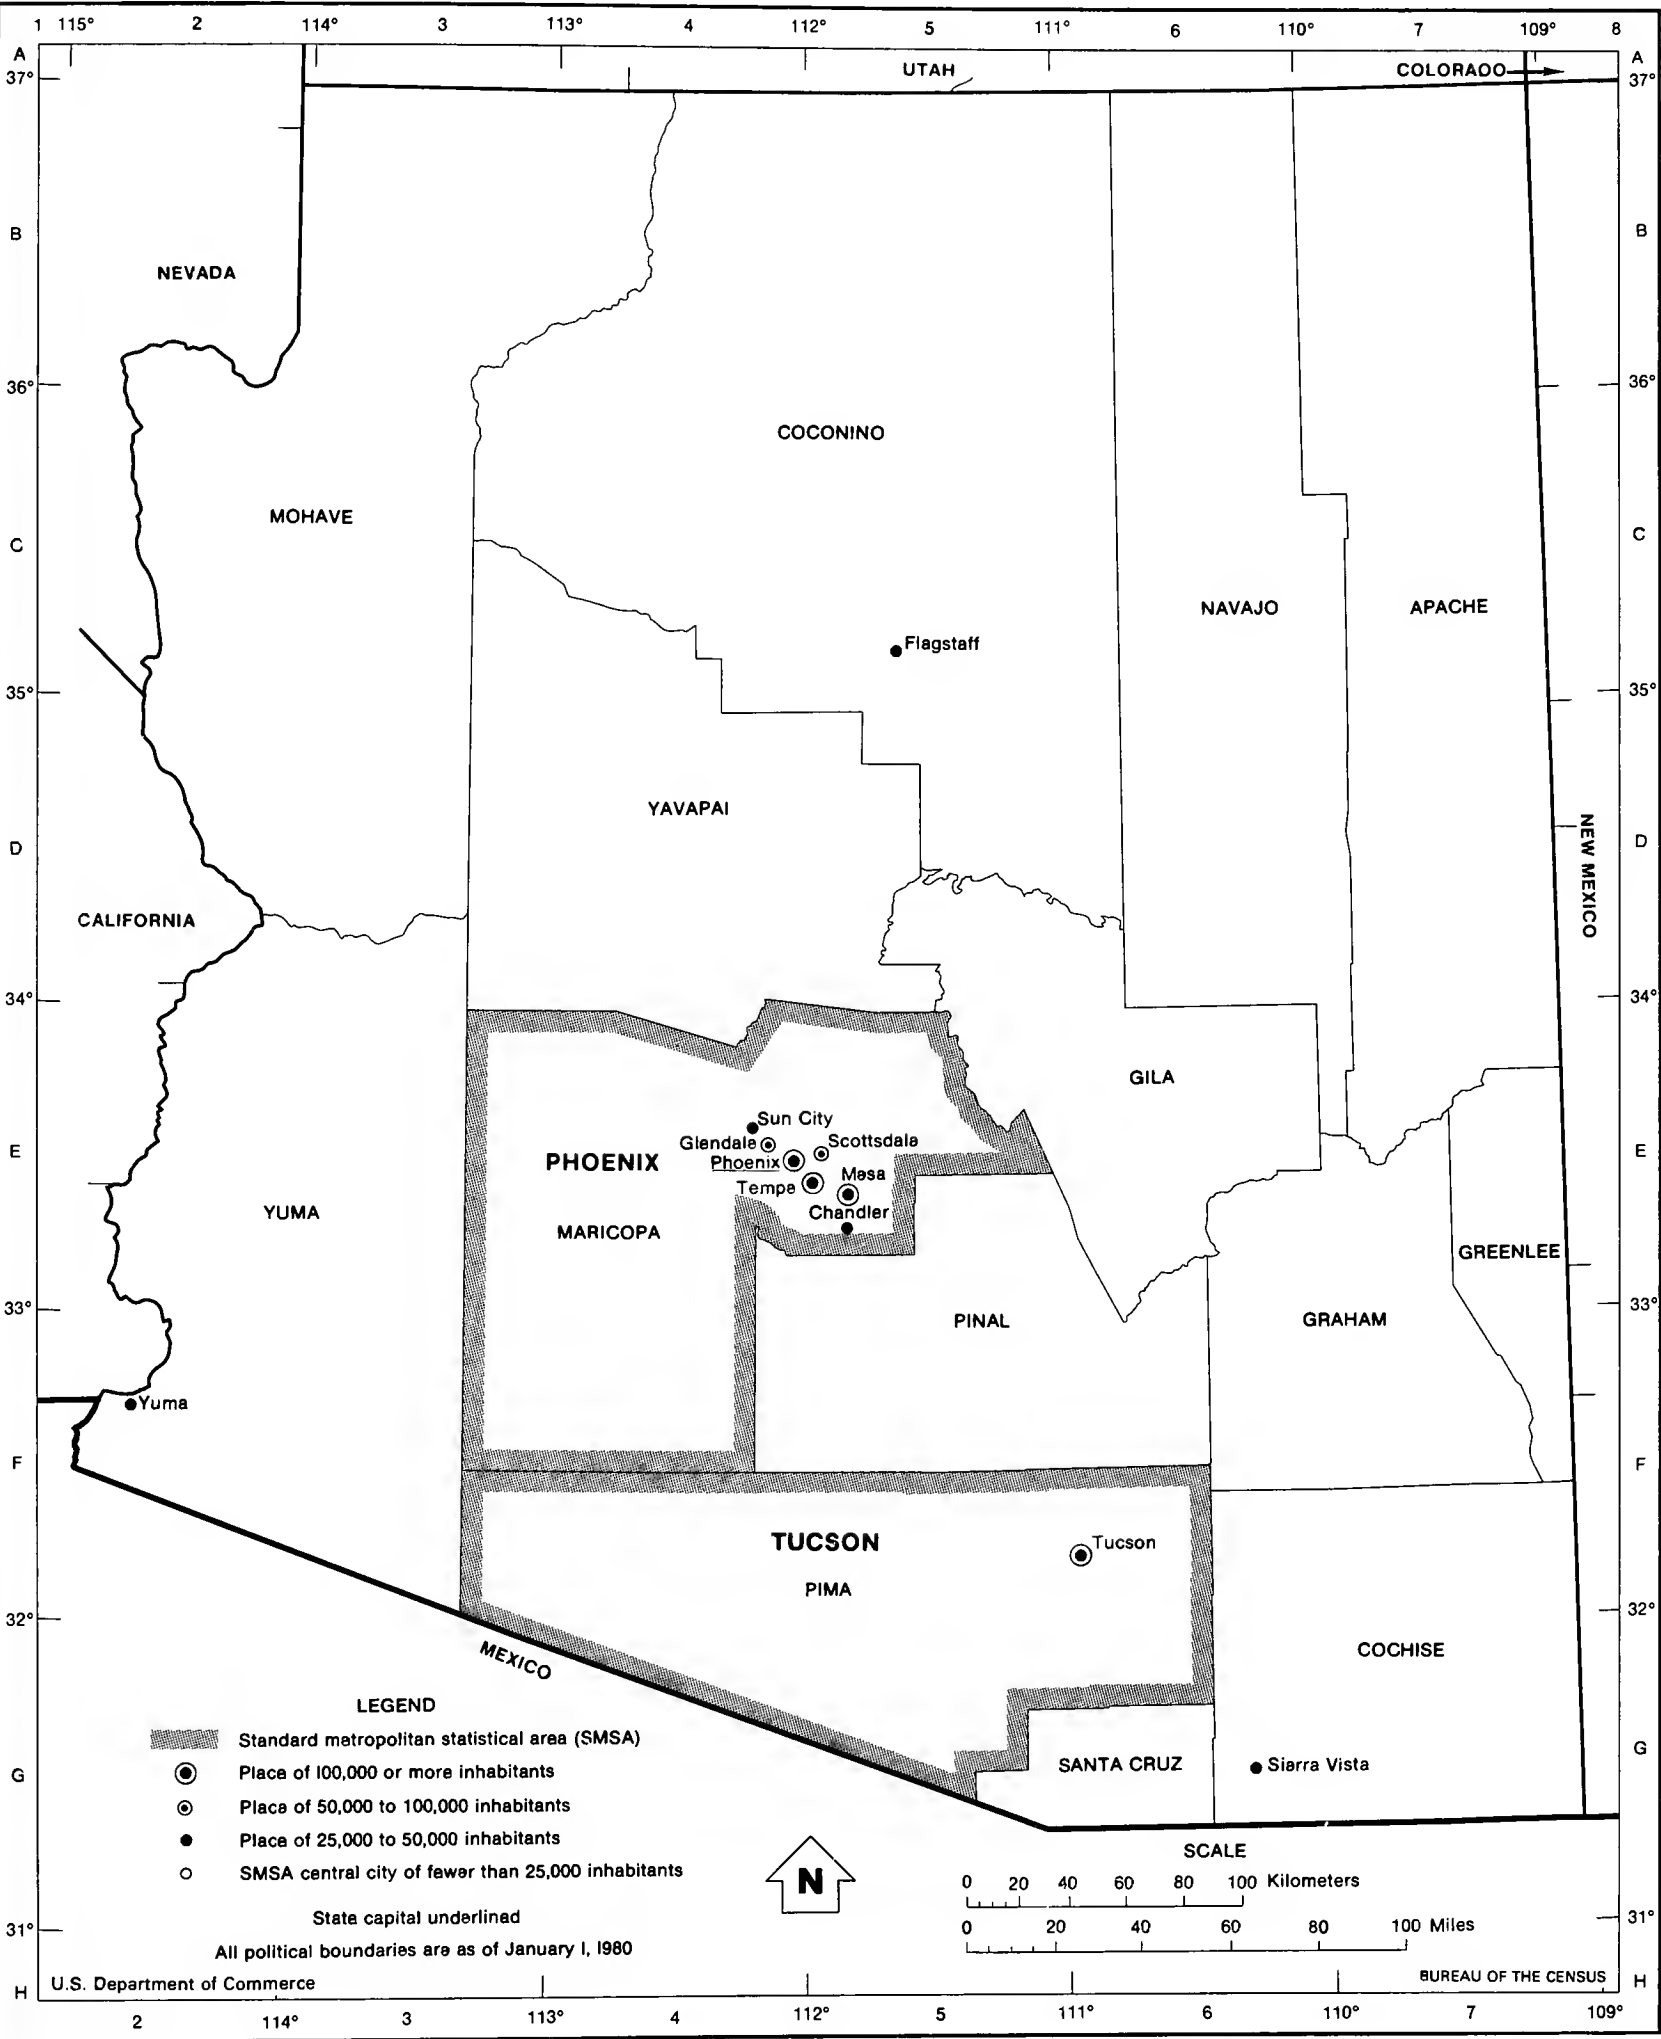 1 115° 2 114° 3 113° 4 112° 5 111° 6 110° 7 109° 8
A A
37° UTAH COLORADO 37°
B B
NEVADA
36° 36°
COCONINO
MOHAVE
C C
NAVAJO APACHE
Flagstaff
35° 35°
YAVAPAI
D D
NEW MEXICO
CALIFORNIA
34° 34°
GILA
Sun City
E Glendale Scottsdale E
PHOENIX Phoenix
Mesa
Tempe
YUMA Chandler
MARICOPA
GREENLEE
33° 33°
PINAL GRAHAM
Yuma
F F
TUCSON Tucson
PIMA
32° 32°
MEXICO COCHISE
LEGEND
Standard metropolitan statistical area (SMSA)
G G
SANTA CRUZ Sierra Vista
Place of 100,000 or more inhabitants
Place of 50,000 to 100,000 inhabitants
Place of 25,000 to 50,000 inhabitants
SMSA central city of fewer than 25,000 inhabitants
State capital underlined
All political boundaries are as of January 1, 1980
N
SCALE
0 20 40 60 80 100 Kilometers
0 20 40 60 80 100 Miles
31° 31°
H U.S. Department of Commerce BUREAU OF THE CENSUS H
2 114° 3 113° 4 112° 5 111° 6 110° 7 109°